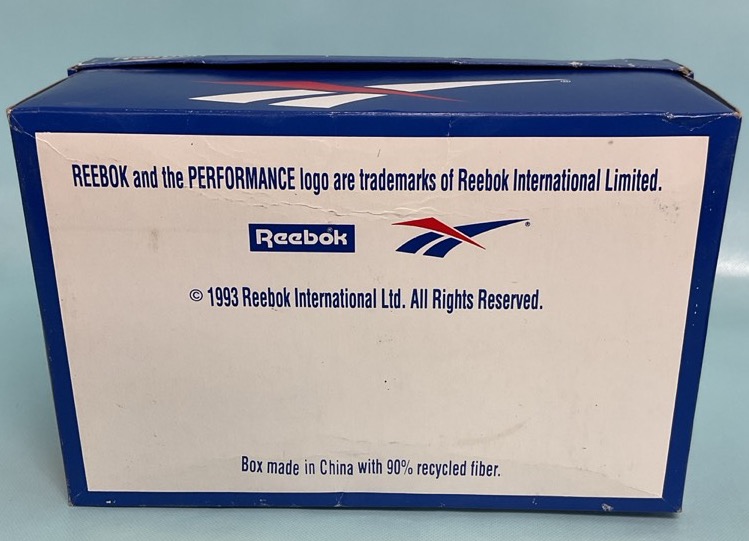 REEBOK and the PERFORMANCE logo are trademarks of Reebok International Limited.
Reebok ®
© 1993 Reebok International Ltd. All Rights Reserved.
Box made in China with 90% recycled fiber.